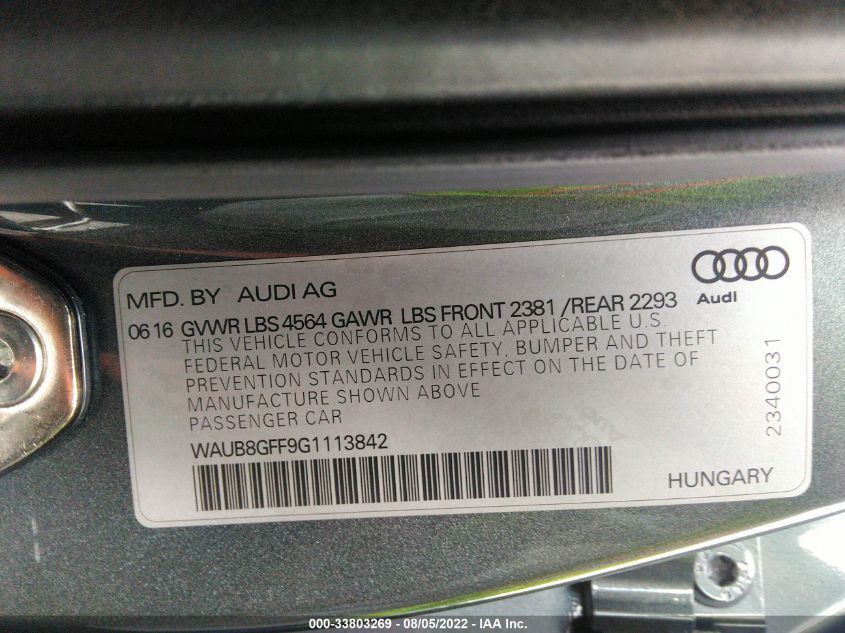 MFD. BY AUDI AG
Audi
06 16 GVWR LBS 4564 GAWR LBS FRONT 2381 /REAR 2293
THIS VEHICLE CONFORMS TO ALL APPLICABLE U.S.
FEDERAL MOTOR VEHICLE SAFETY, BUMPER AND THEFT
PREVENTION STANDARDS IN EFFECT ON THE DATE OF
MANUFACTURE SHOWN ABOVE
PASSENGER CAR
WAUB8GFF9G1113842
2340031
HUNGARY
000-33803269 - 08/05/2022 - IAA Inc.